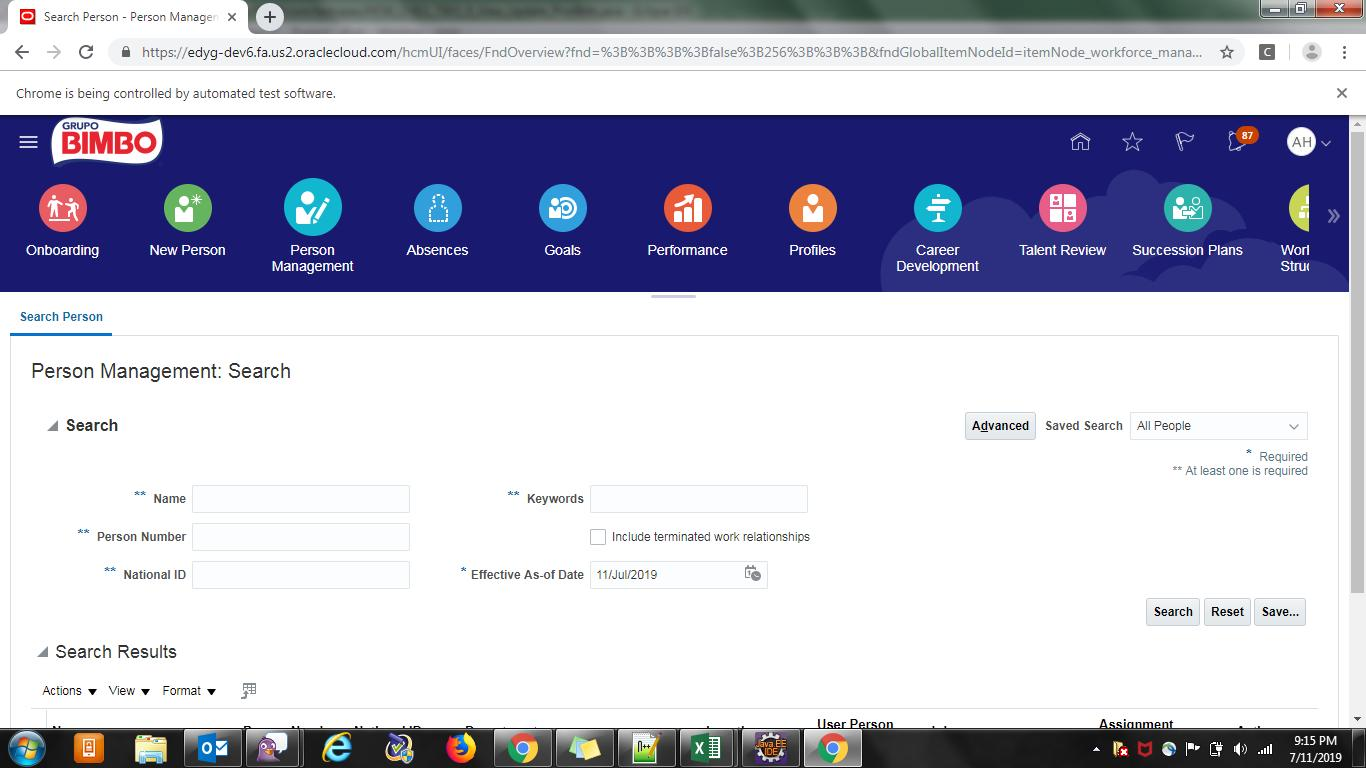 Search Person - Person Managem
https://edyg-dev6.fa.us2.oraclecloud.com/hcmUI/faces/FndOverview?fnd=%3B%3B%3B%3Bfalse%3B256%3B%3B%3B&fndGlobalItemNodeId=itemNode_workforce_mana...
C
Chrome is being controlled by automated test software.
GRUPO
BIMBO
87
AH
Onboarding
New Person
Person
Management
Absences
Goals
Performance
Profiles
Career
Development
Talent Review
Succession Plans
Search Person
Person Management: Search
Search
Advanced
Saved Search
All People
* Required
** At least one is required
** Name
** Keywords
** Person Number
Include terminated work relationships
** National ID
* Effective As-of Date
11/Jul/2019
Search
Reset
Save...
Search Results
Actions
View
Format
User Person
Assignment
N++
Java EE
IDE
9:15 PM
7/11/2019